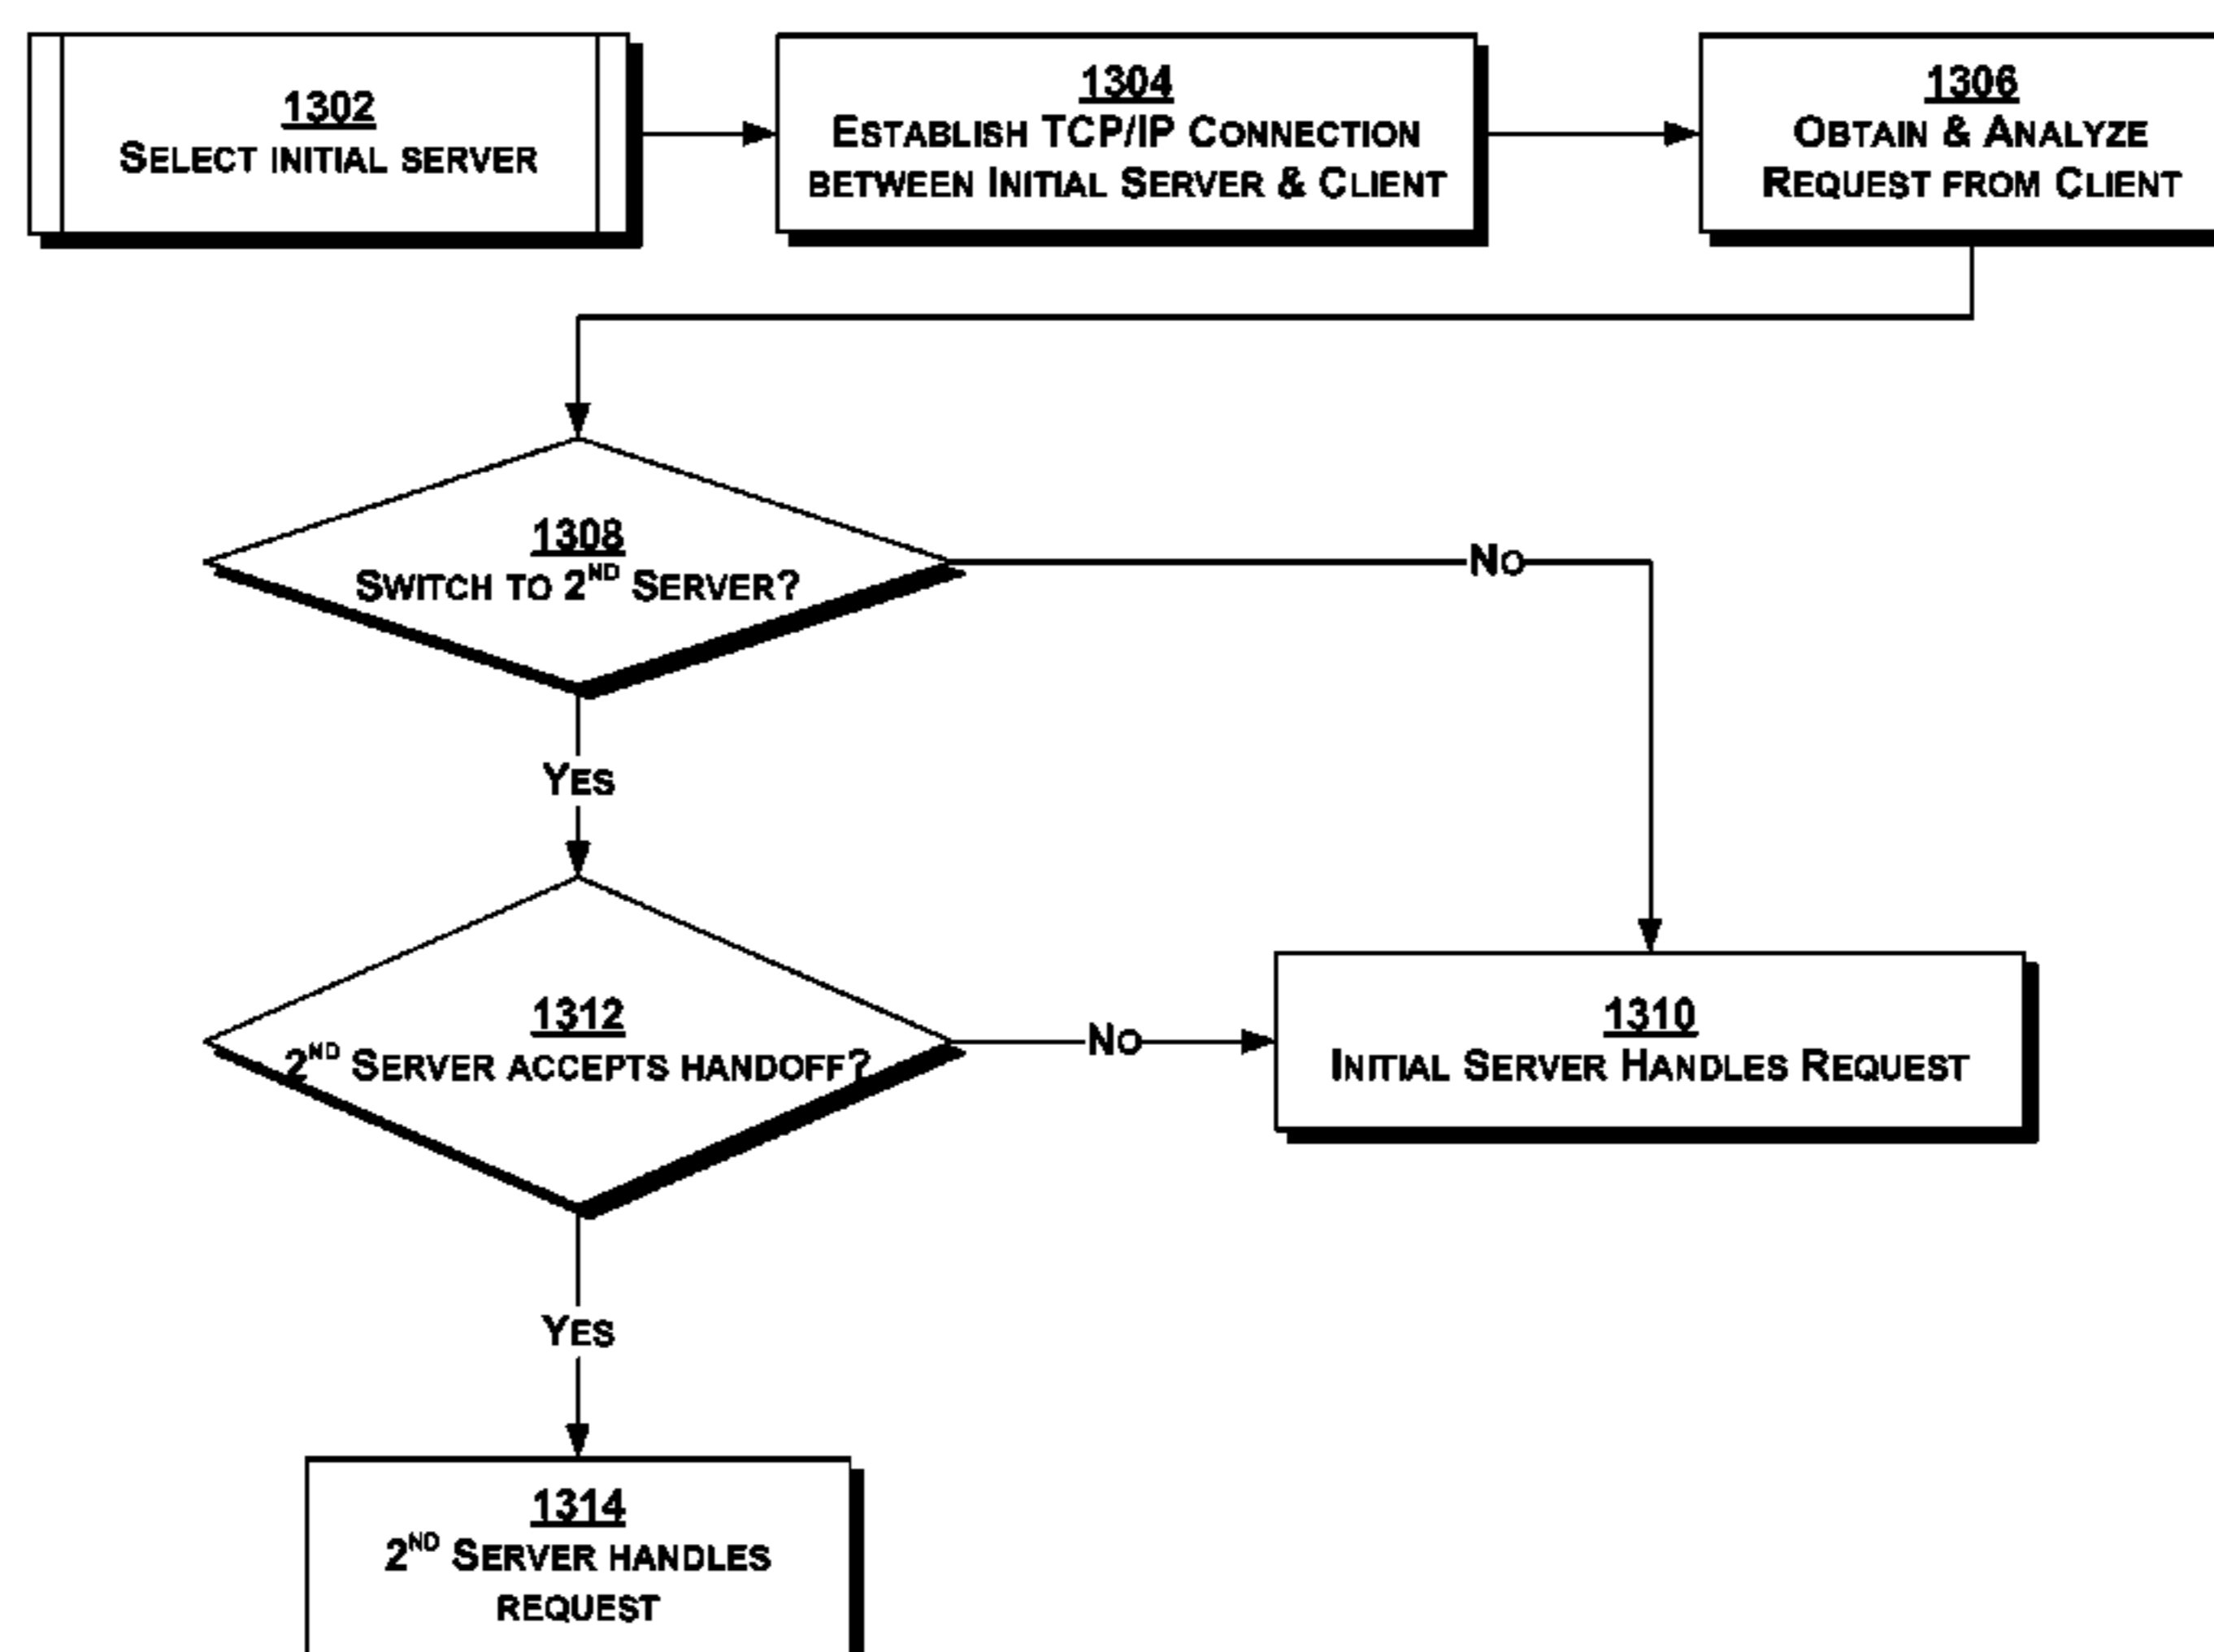 1302
SELECT INITIAL SERVER
1304
ESTABLISH TCP/IP CONNECTION
BETWEEN INITIAL SERVER & CLIENT
1306
OBTAIN & ANALYZE
REQUEST FROM CLIENT
1308
SWITCH TO 2ND SERVER?
NO
YES
1312
2ND SERVER ACCEPTS HANDOFF?
NO
1310
INITIAL SERVER HANDLES REQUEST
YES
1314
2ND SERVER HANDLES
REQUEST